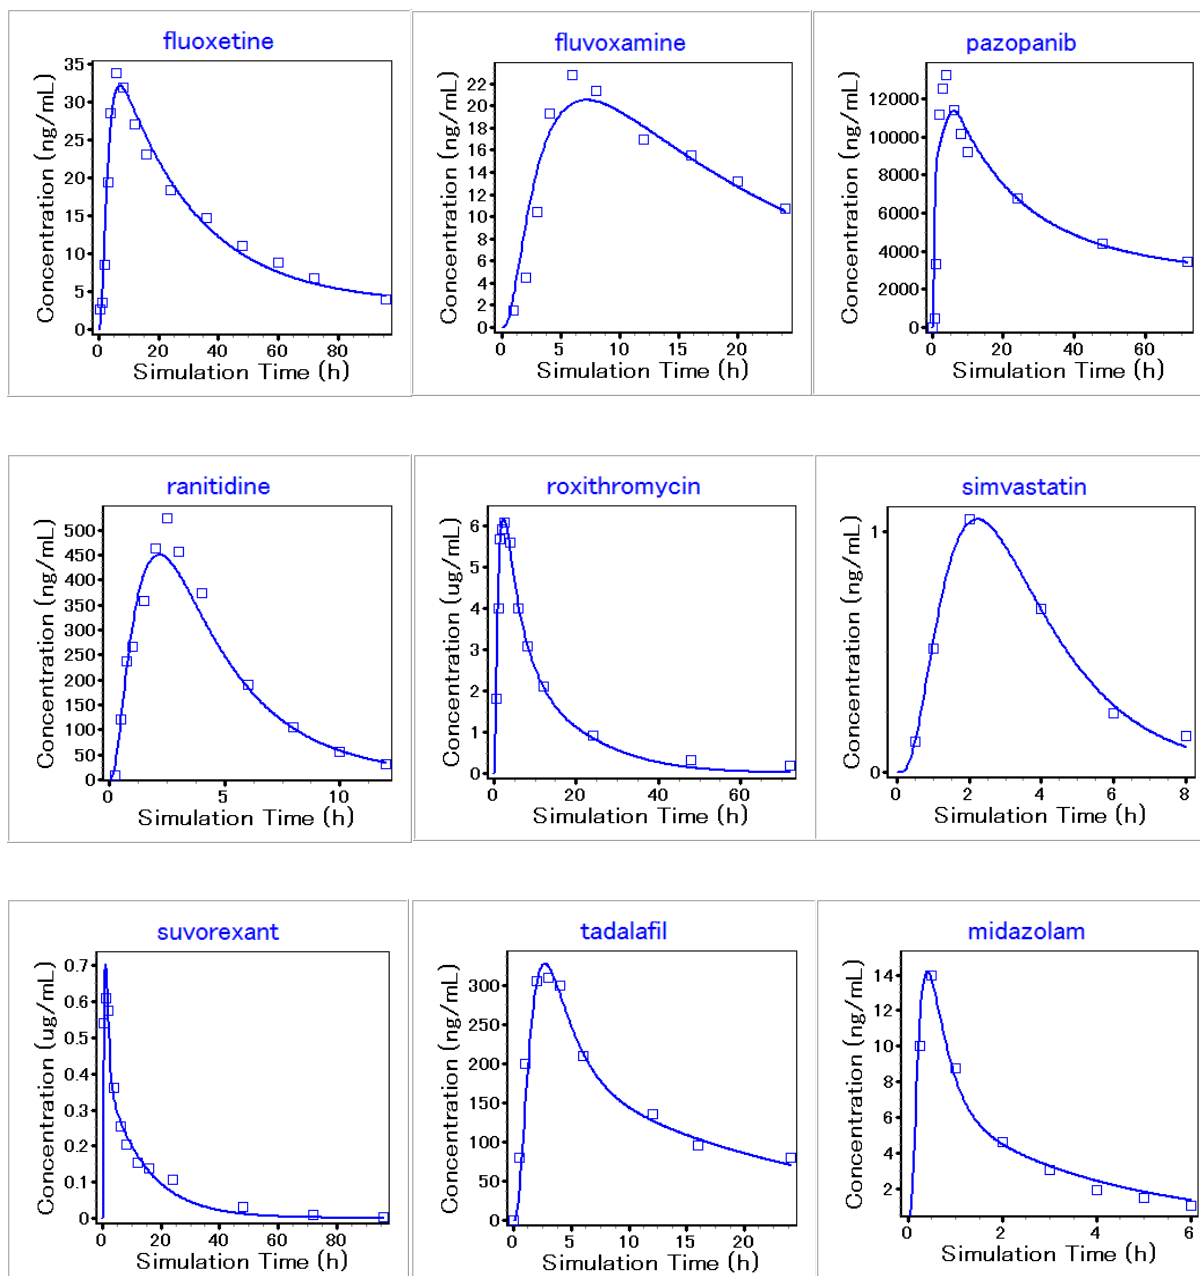 fluoxetine
Concentration (ng/mL)
35
30
25
20
15
10
5
0
0 20 40 60 80
Simulation Time (h)
fluvoxamine
Concentration (ng/mL)
22
20
18
16
14
12
10
8
6
4
2
0
0 5 10 15 20
Simulation Time (h)
pazopanib
Concentration (ng/mL)
12000
10000
8000
6000
4000
2000
0
0 20 40 60
Simulation Time (h)
ranitidine
Concentration (ng/mL)
500
450
400
350
300
250
200
150
100
50
0
0 5 10
Simulation Time (h)
roxithromycin
Concentration (ug/mL)
6
5
4
3
2
1
0
0 20 40 60
Simulation Time (h)
simvastatin
Concentration (ng/mL)
1
0
0 2 4 6 8
Simulation Time (h)
suvorexant
Concentration (ug/mL)
0.7
0.6
0.5
0.4
0.3
0.2
0.1
0
0 20 40 60 80
Simulation Time (h)
tadalafil
Concentration (ng/mL)
300
250
200
150
100
50
0
0 5 10 15 20
Simulation Time (h)
midazolam
Concentration (ng/mL)
14
12
10
8
6
4
2
0 1 2 3 4 5 6
Simulation Time (h)